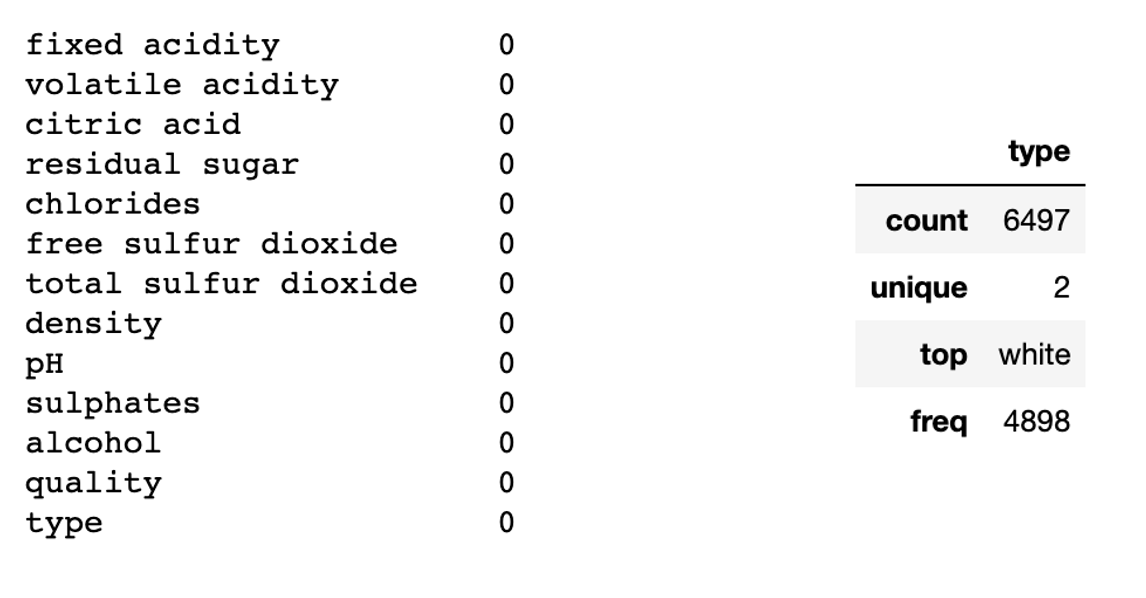 fixed acidity 0
volatile acidity 0
citric acid 0
residual sugar 0
chlorides 0
free sulfur dioxide 0
total sulfur dioxide 0
density 0
pH 0
sulphates 0
alcohol 0
quality 0
type 0
type
count 6497
unique 2
top white
freq 4898